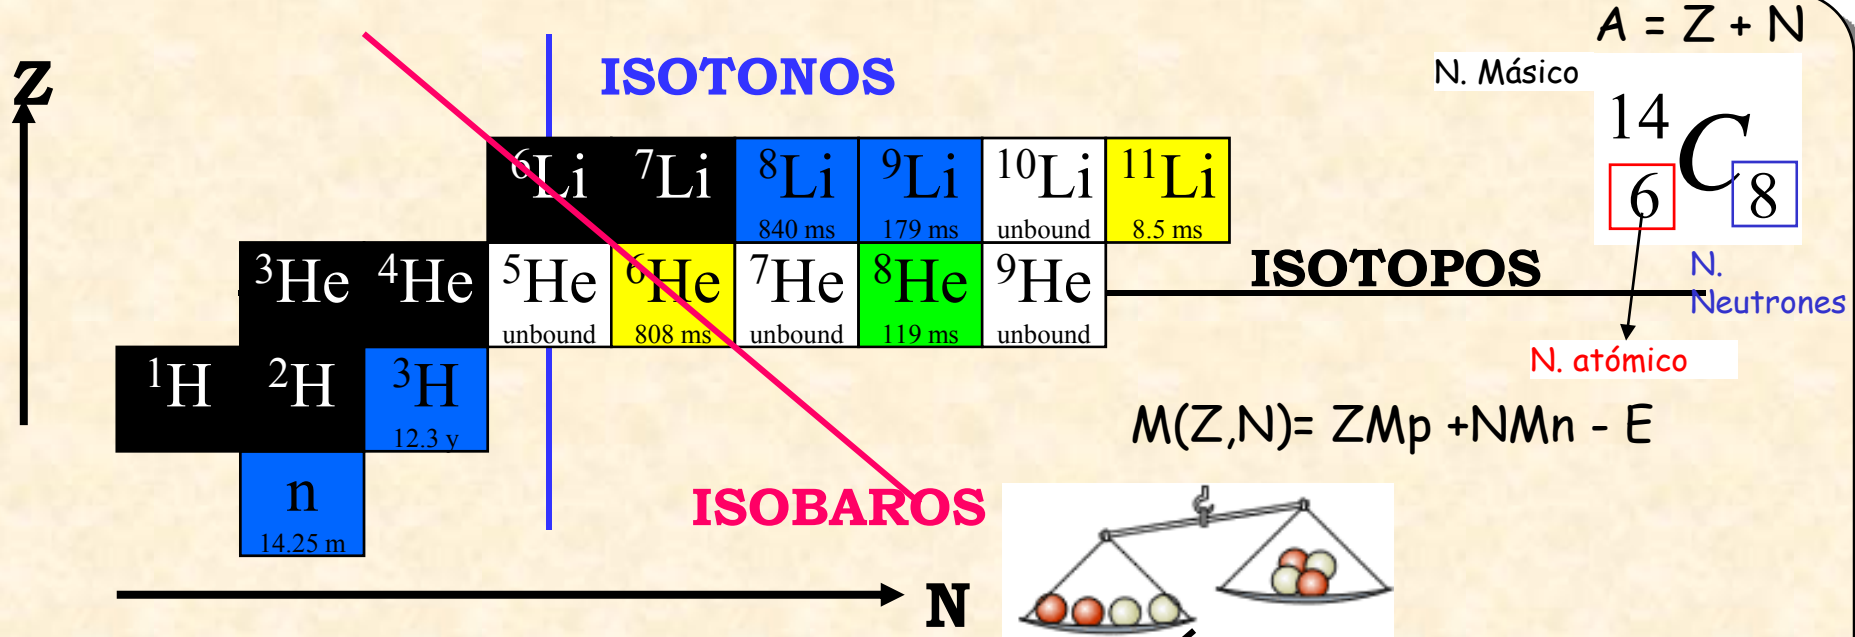 A = Z + N
Z
ISOTONOS
N. Másico
14
C
6
8
6Li 7Li 8Li 9Li 10Li 11Li
840 ms 179 ms unbound 8.5 ms
3He 4He 5He 6He 7He 8He 9He
unbound 808 ms unbound 119 ms unbound
ISOTOPOS
N.
Neutrones
N. atómico
1H 2H 3H
12.3 y
M(Z,N)= ZMp +NMn - E
n
14.25 m
ISOBAROS
N